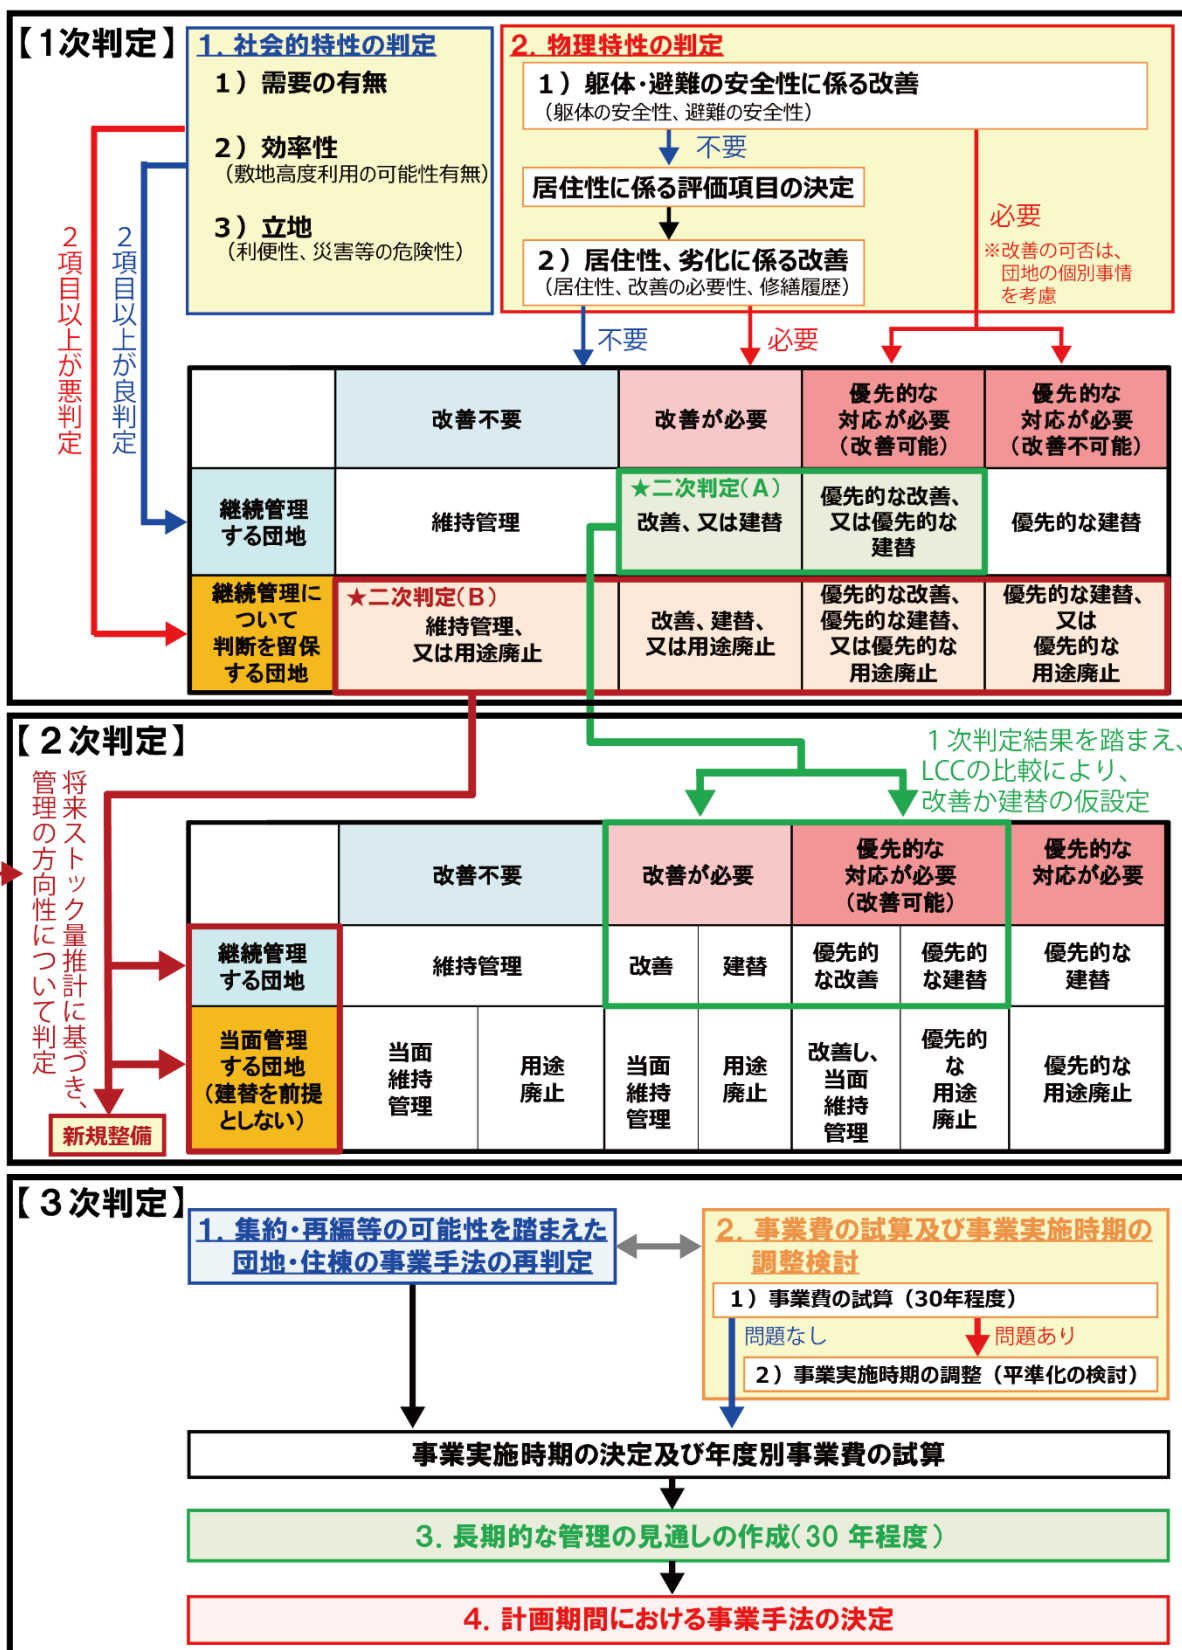 【1次判定】
1. 社会的特性の判定
1）需要の有無
2）効率性
（敷地高度利用の可能性有無）
3）立地
（利便性、災害等の危険性）
2. 物理特性の判定
1）躯体・避難の安全性に係る改善
（躯体の安全性、避難の安全性）
不要
居住性に係る評価項目の決定
2）居住性、劣化に係る改善
（居住性、改善の必要性、修繕履歴）
必要
※改善の可否は、
団地の個別事情
を考慮
不要
必要
2項目以上が悪判定
2項目以上が良判定
改善不要
改善が必要
優先的な
対応が必要
（改善可能）
優先的な
対応が必要
（改善不可能）
継続管理
する団地
維持管理
★二次判定(A)
改善、又は建替
優先的な改善、
又は優先的な
建替
優先的な建替
継続管理に
ついて
判断を留保
する団地
★二次判定(B)
維持管理、
又は用途廃止
改善、建替、
又は用途廃止
優先的な改善、
優先的な建替、
又は優先的な
用途廃止
優先的な建替、
又は
優先的な
用途廃止
【2次判定】
将来ストック量推計に基づき、
管理の方向性について判定
新規整備
1次判定結果を踏まえ、
LCCの比較により、
改善か建替の仮設定
改善不要
改善が必要
優先的な
対応が必要
（改善可能）
優先的な
対応が必要
継続管理
する団地
維持管理
改善
建替
優先的
な改善
優先的
な建替
優先的な
建替
当面管理
する団地
（建替を前提
としない）
当面
維持
管理
用途
廃止
当面
維持
管理
用途
廃止
改善し、
当面
維持
管理
優先的
な
用途
廃止
優先的な
用途廃止
【3次判定】
1. 集約・再編等の可能性を踏まえた
団地・住棟の事業手法の再判定
2. 事業費の試算及び事業実施時期の
調整検討
1）事業費の試算（30年程度）
問題なし
問題あり
2）事業実施時期の調整（平準化の検討）
事業実施時期の決定及び年度別事業費の試算
3. 長期的な管理の見通しの作成（30 年程度）
4. 計画期間における事業手法の決定